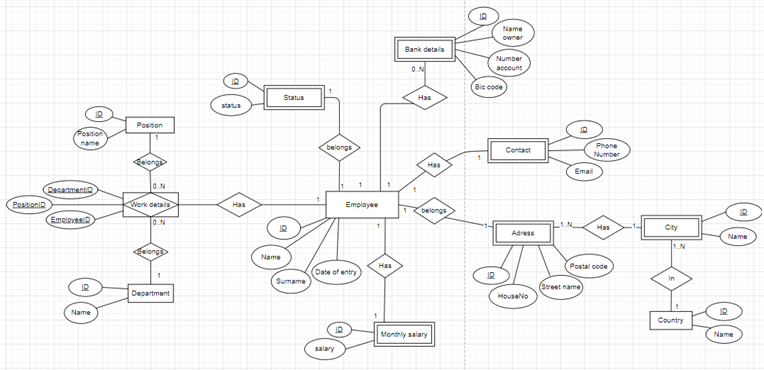 ID
Name
owner
Number
account
Bic code
Bank details
0..N
Has
ID
status
Status
1
belongs
ID
Position
name
Position
1
Belongs
0..N
DepartmentID
PositionID
EmployeeID
Work details
0..N
Has
1
Belongs
1
ID
Name
Department
1
1
1
1
1
1
Employee
ID
Name
Surname
Date of entry
Has
1
ID
salary
Monthly salary
Has
1
Contact
ID
Phone
Number
Email
belongs
1
Adress
ID
HouseNo
Street name
Postal code
1..N
Has
1
City
ID
Name
1..N
In
1
Country
ID
Name